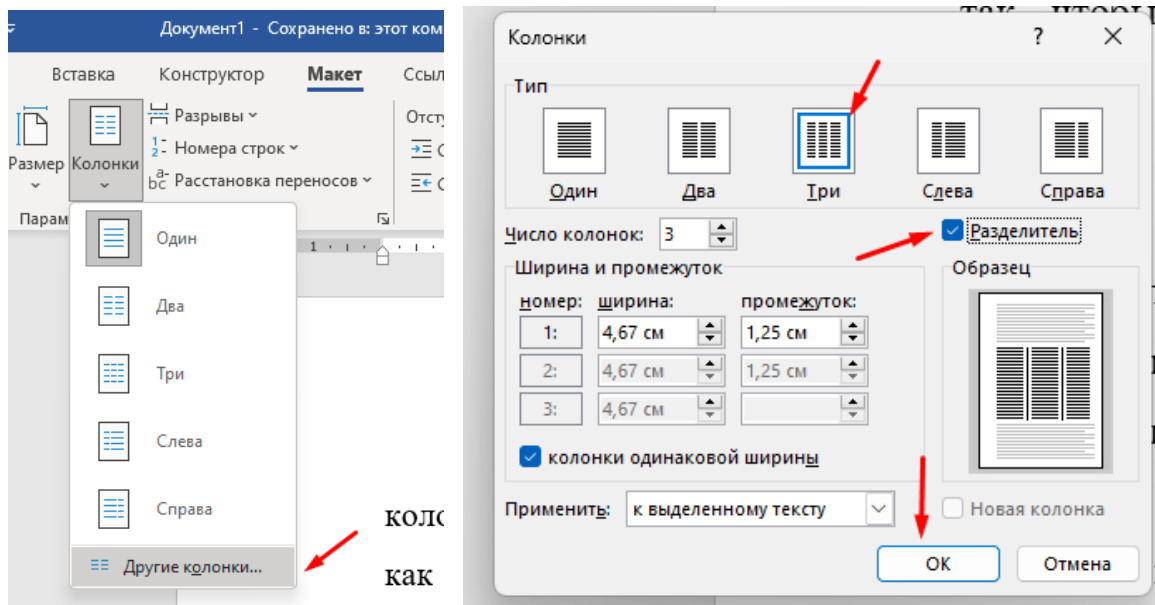 Документ1 - Сохранено в: этот ком
Вставка Конструктор Макет Ссыл
Разрывы
Отст
Номера строк
Размер Колонки
Расстановка переносов
Парам
1
Один
Два
Три
Слева
Справа
Другие колонки...
коло
как
так
Колонки ? ×
Тип
Один Два Три Слева Справа
Число колонок: 3
Разделитель
Ширина и промежуток
Образец
номер: ширина: промежуток:
1: 4,67 см 1,25 см
2: 4,67 см 1,25 см
3: 4,67 см
колонки одинаковой ширины
Применить: к выделенному тексту
Новая колонка
ОК Отмена